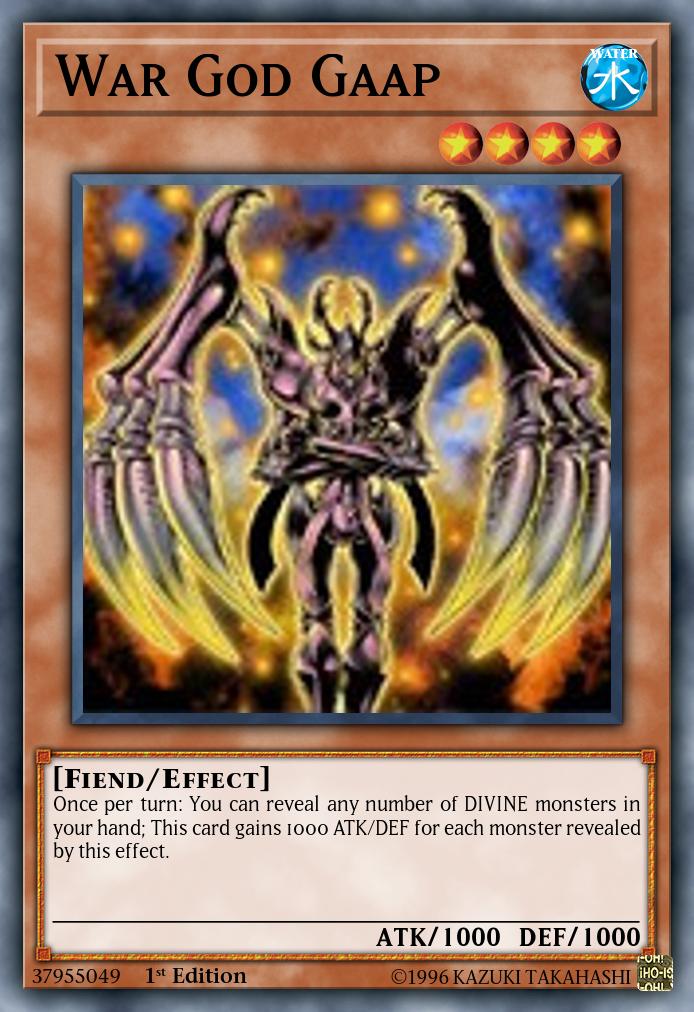 War God Gaap
WATER
水
[Fiend/Effect]
Once per turn: You can reveal any number of DIVINE monsters in
your hand; This card gains 1000 ATK/DEF for each monster revealed
by this effect.
ATK/1000 DEF/1000
37955049 1st Edition ©1996 KAZUKI TAKAHASHI